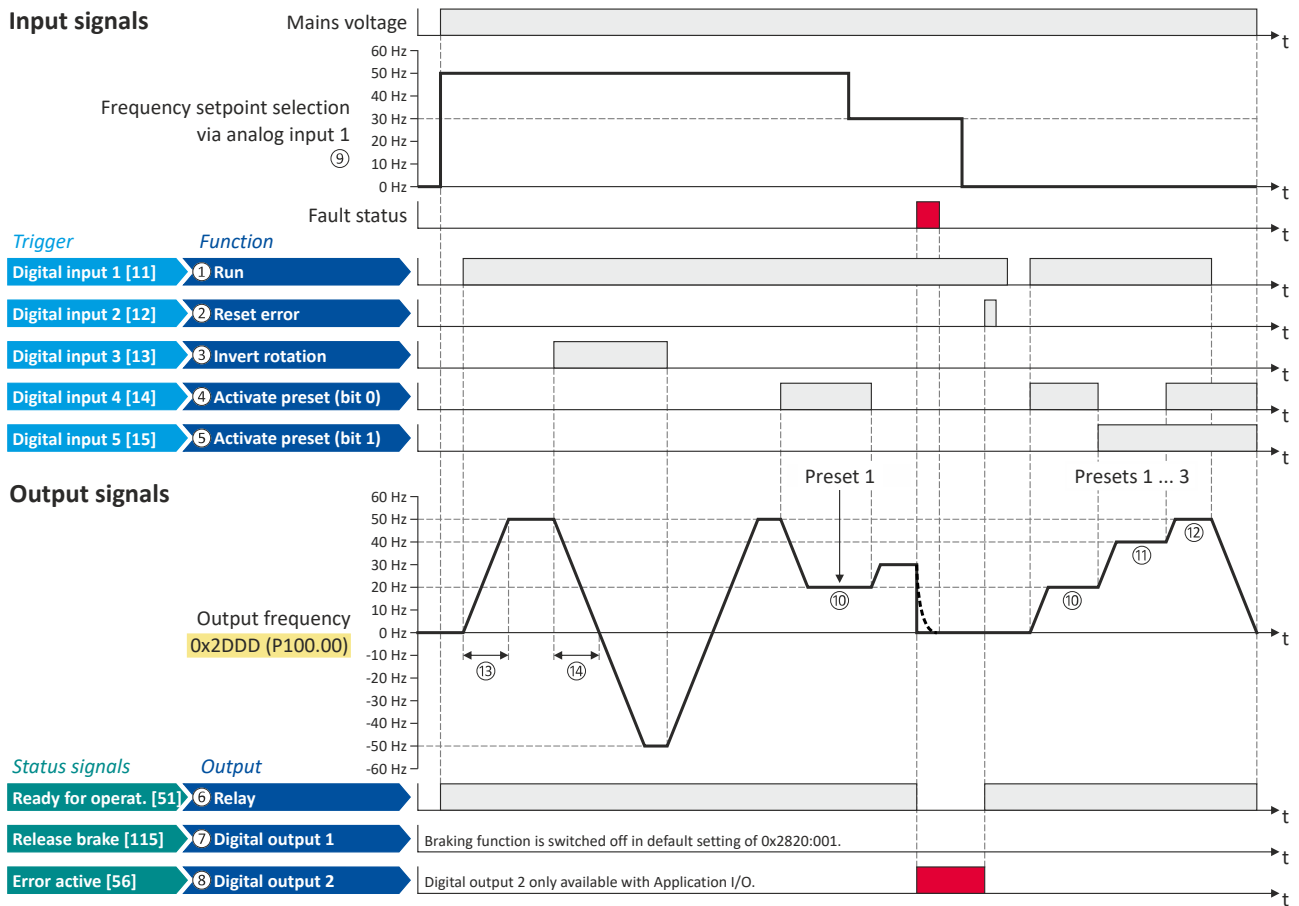 Input signals
Mains voltage
t
60 Hz
50 Hz
40 Hz
30 Hz
20 Hz
10 Hz
0 Hz
Frequency setpoint selection
via analog input 1
⑨
t
Fault status
t
Trigger
Function
Digital input 1 [11]
① Run
t
Digital input 2 [12]
② Reset error
t
Digital input 3 [13]
③ Invert rotation
t
Digital input 4 [14]
④ Activate preset (bit 0)
t
Digital input 5 [15]
⑤ Activate preset (bit 1)
t
Output signals
Preset 1
Presets 1 ... 3
60 Hz
50 Hz
40 Hz
30 Hz
20 Hz
10 Hz
0 Hz
-10 Hz
-20 Hz
-30 Hz
-40 Hz
-50 Hz
-60 Hz
Output frequency
0x2DDD (P100.00)
⑬
⑭
⑩
⑩
⑪
⑫
t
Status signals
Output
Ready for operat. [51]
⑥ Relay
t
Release brake [115]
⑦ Digital output 1
Braking function is switched off in default setting of 0x2820:001.
t
Error active [56]
⑧ Digital output 2
Digital output 2 only available with Application I/O.
t